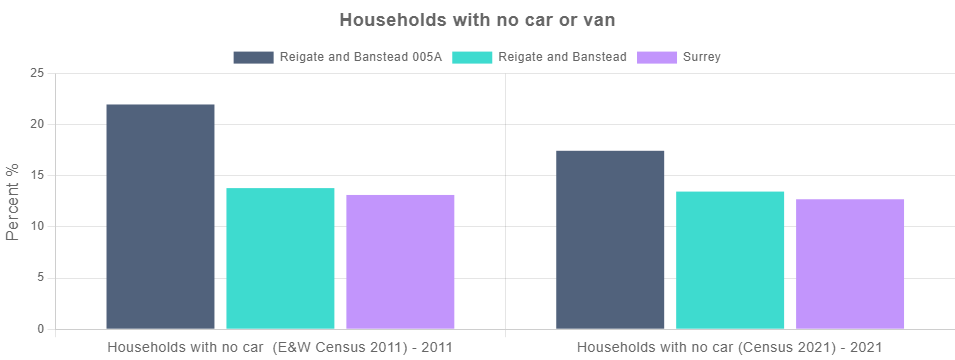 Households with no car or van
Reigate and Banstead 005A Reigate and Banstead Surrey
Percent %
25
20
15
10
5
0
Households with no car  (E&W Census 2011) - 2011 Households with no car (Census 2021) - 2021